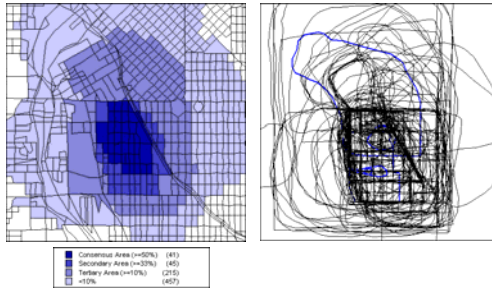 Consensus Area (>=50%) (41)
Secondary Area (>=33%) (45)
Tertiary Area (>=10%) (215)
<10% (457)